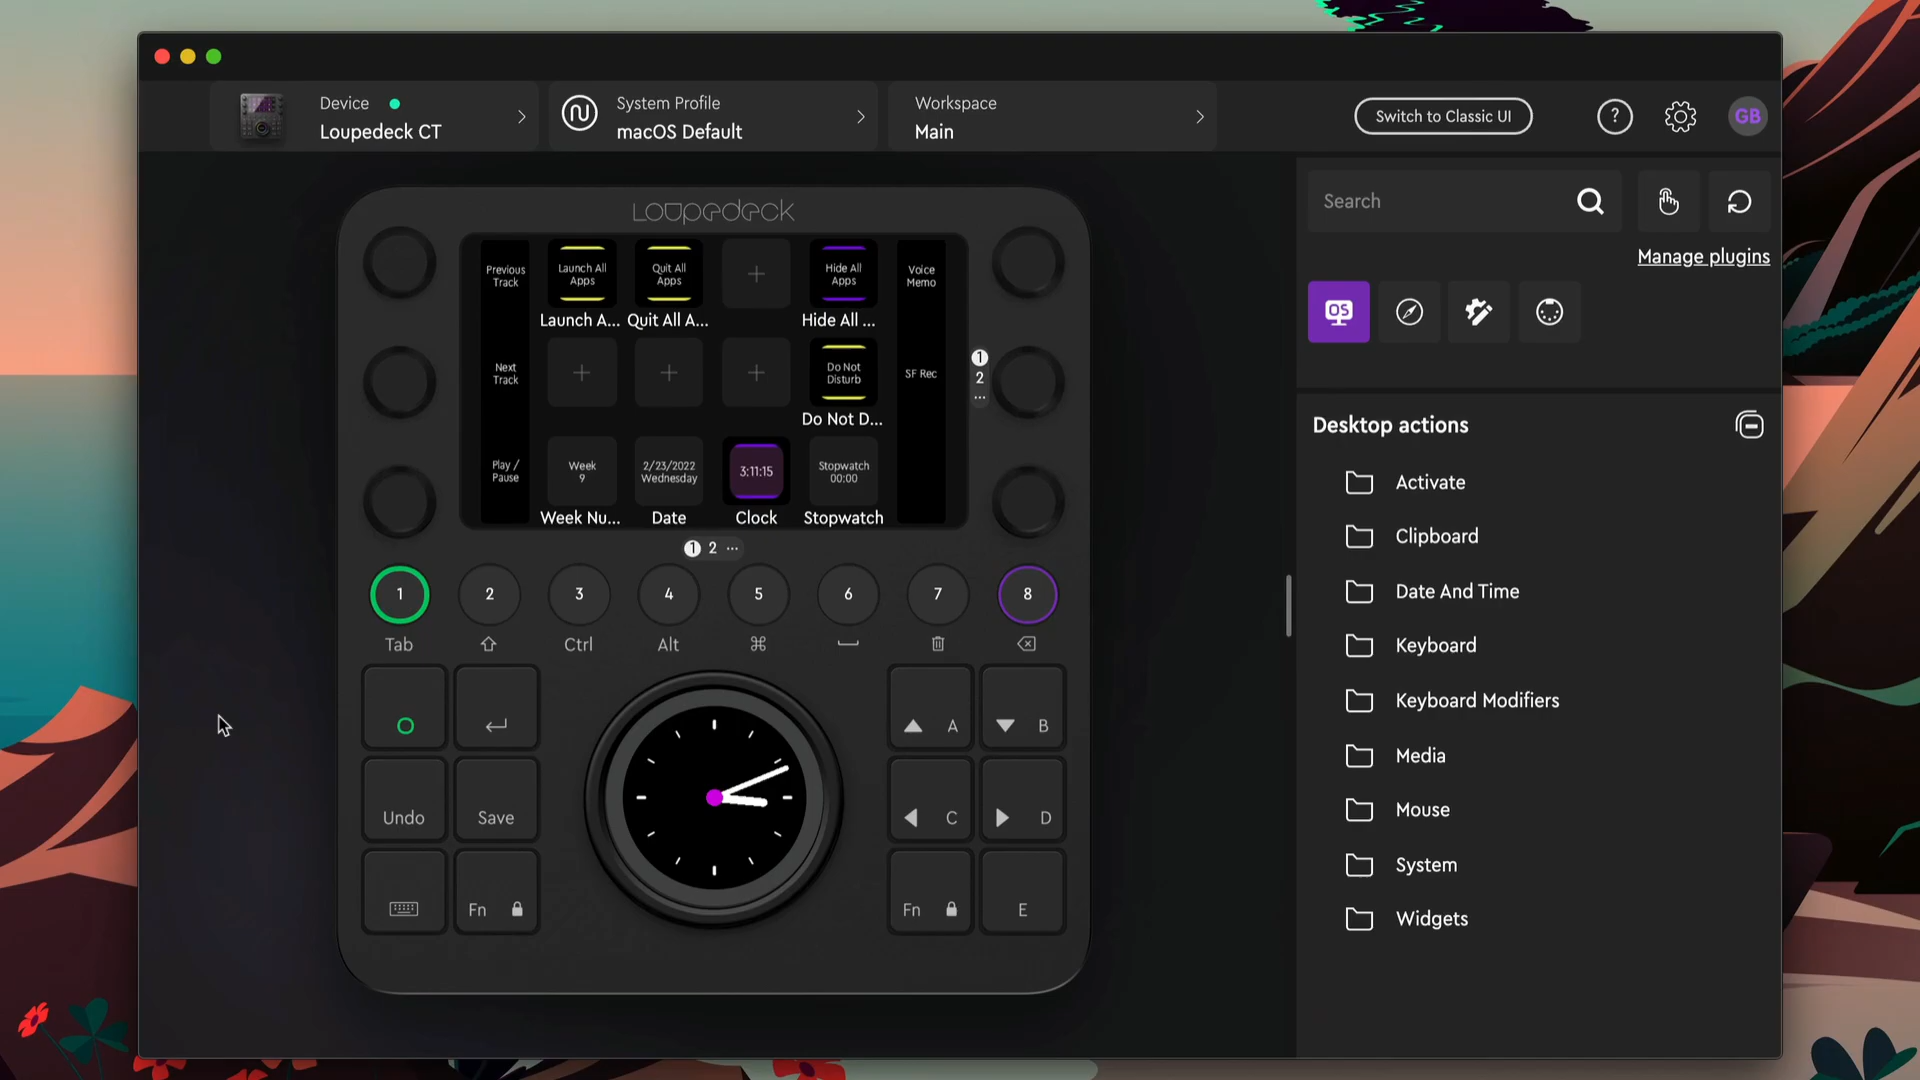 Device
Loupedeck CT
System Profile
macOS Default
Workspace
Main
Switch to Classic UI
?
GB
Loupedeck
Previous
Track
Launch All
Apps
Quit All
Apps
+
Hide All
Apps
Voice
Memo
Launch A...
Quit All A...
Hide All ...
Next
Track
+
+
+
Do Not
Disturb
SF Rec
1
2
...
Do Not D...
Play /
Pause
Week
9
2/23/2022
Wednesday
3:11:15
Stopwatch
00:00
Week Nu...
Date
Clock
Stopwatch
1 2 ...
1
2
3
4
5
6
7
8
Tab
Ctrl
Alt
⌘
A
B
Undo
Save
C
D
Fn
Fn
E
Search
Manage plugins
OS
Desktop actions
Activate
Clipboard
Date And Time
Keyboard
Keyboard Modifiers
Media
Mouse
System
Widgets